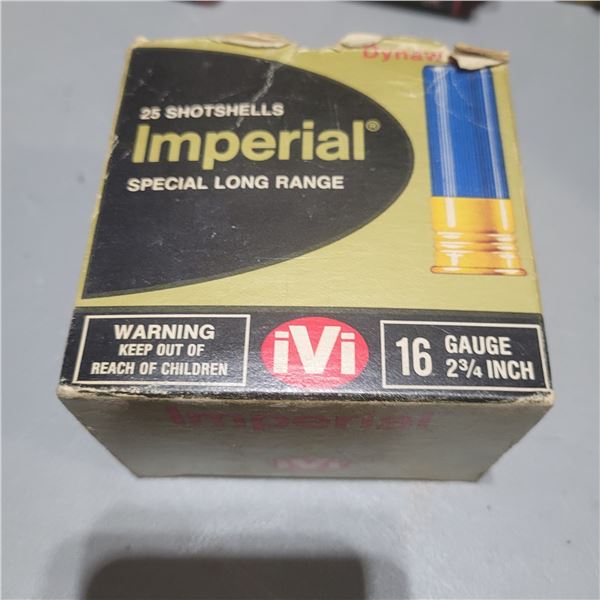 25 SHOTSHELLS
Imperial®
SPECIAL LONG RANGE
WARNING
KEEP OUT OF
REACH OF CHILDREN
iVi
16 GAUGE
2¾ INCH
Imperial
iVi